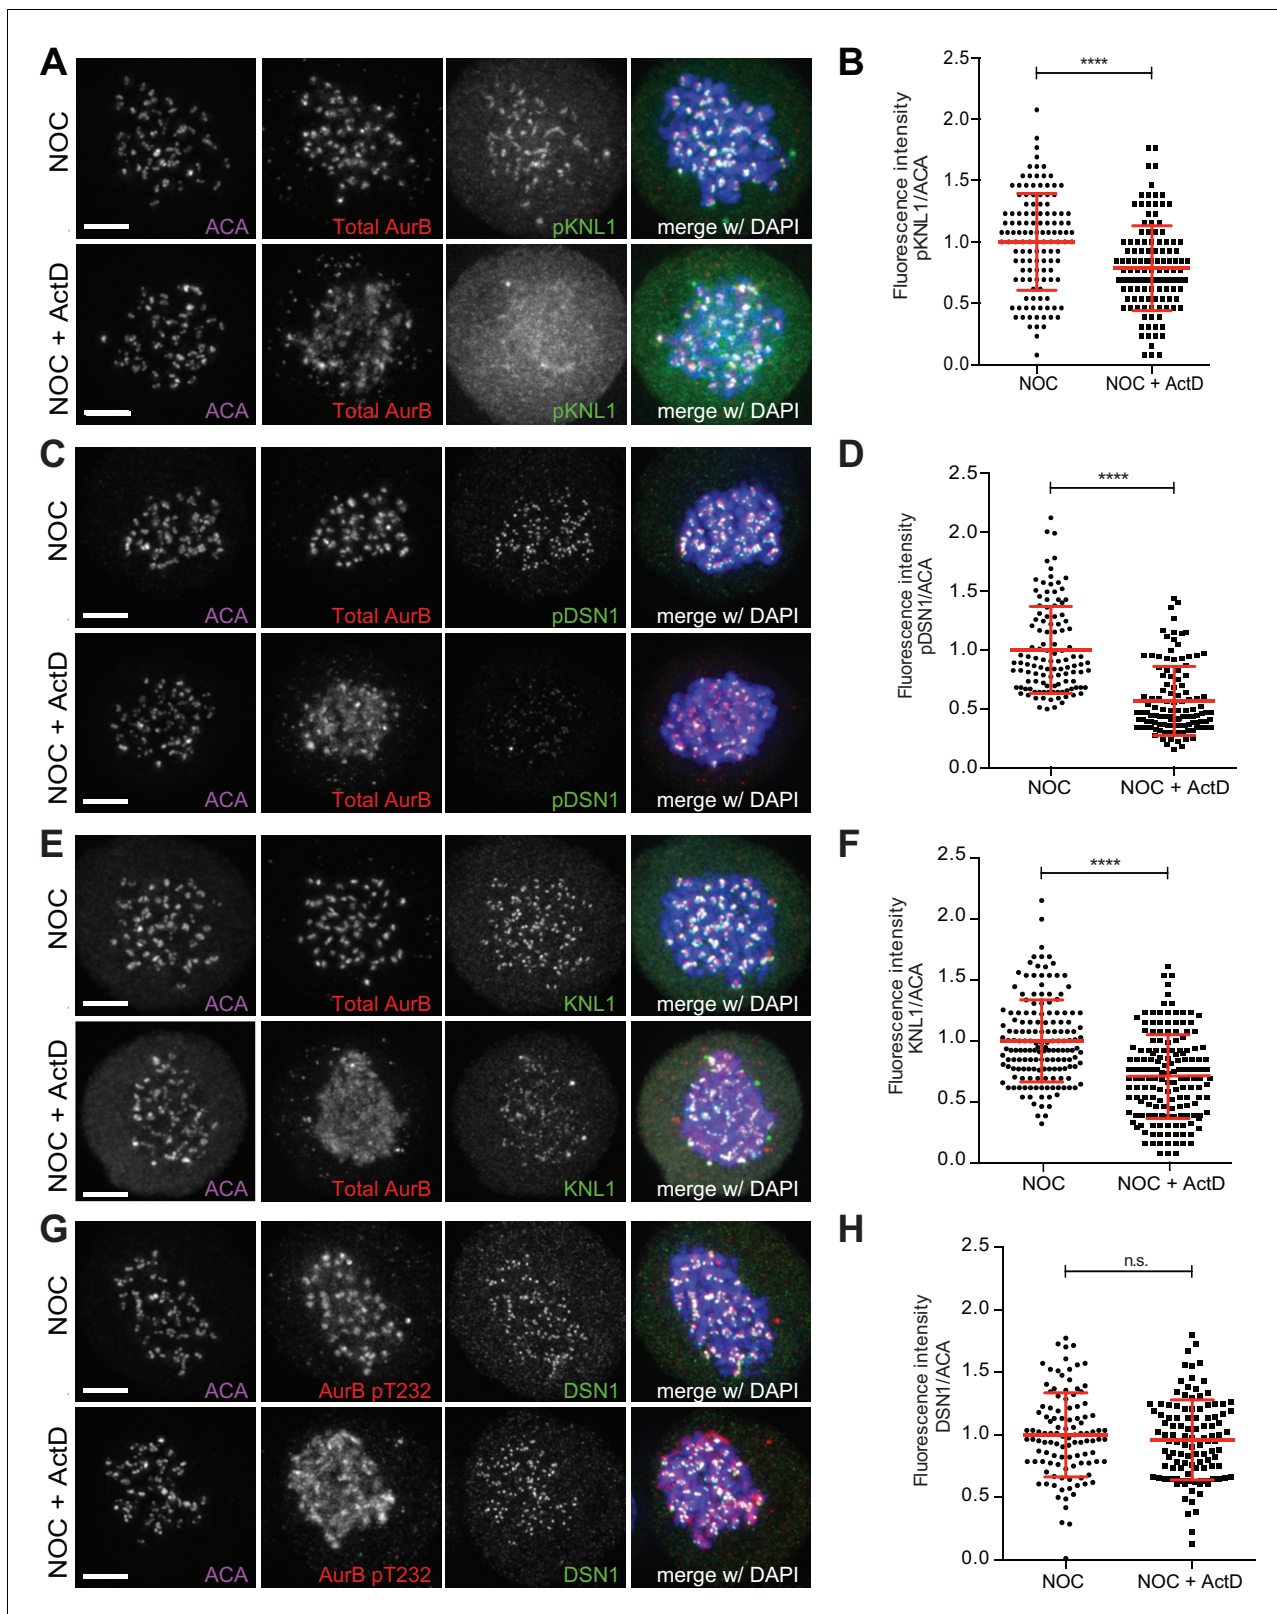 A
NOC
ACA
Total AurB
pKNL1
merge w/ DAPI
NOC + ActD
ACA
Total AurB
pKNL1
merge w/ DAPI
B
Fluorescence intensity
pKNL1/ACA
2.5
2.0
1.5
1.0
0.5
0.0
****
NOC
NOC + ActD
C
NOC
ACA
Total AurB
pDSN1
merge w/ DAPI
NOC + ActD
ACA
Total AurB
pDSN1
merge w/ DAPI
D
Fluorescence intensity
pDSN1/ACA
2.5
2.0
1.5
1.0
0.5
0.0
****
NOC
NOC + ActD
E
NOC
ACA
Total AurB
KNL1
merge w/ DAPI
NOC + ActD
ACA
Total AurB
KNL1
merge w/ DAPI
F
Fluorescence intensity
KNL1/ACA
2.5
2.0
1.5
1.0
0.5
0.0
****
NOC
NOC + ActD
G
NOC
ACA
AurB pT232
DSN1
merge w/ DAPI
NOC + ActD
ACA
AurB pT232
DSN1
merge w/ DAPI
H
Fluorescence intensity
DSN1/ACA
2.5
2.0
1.5
1.0
0.5
0.0
n.s.
NOC
NOC + ActD